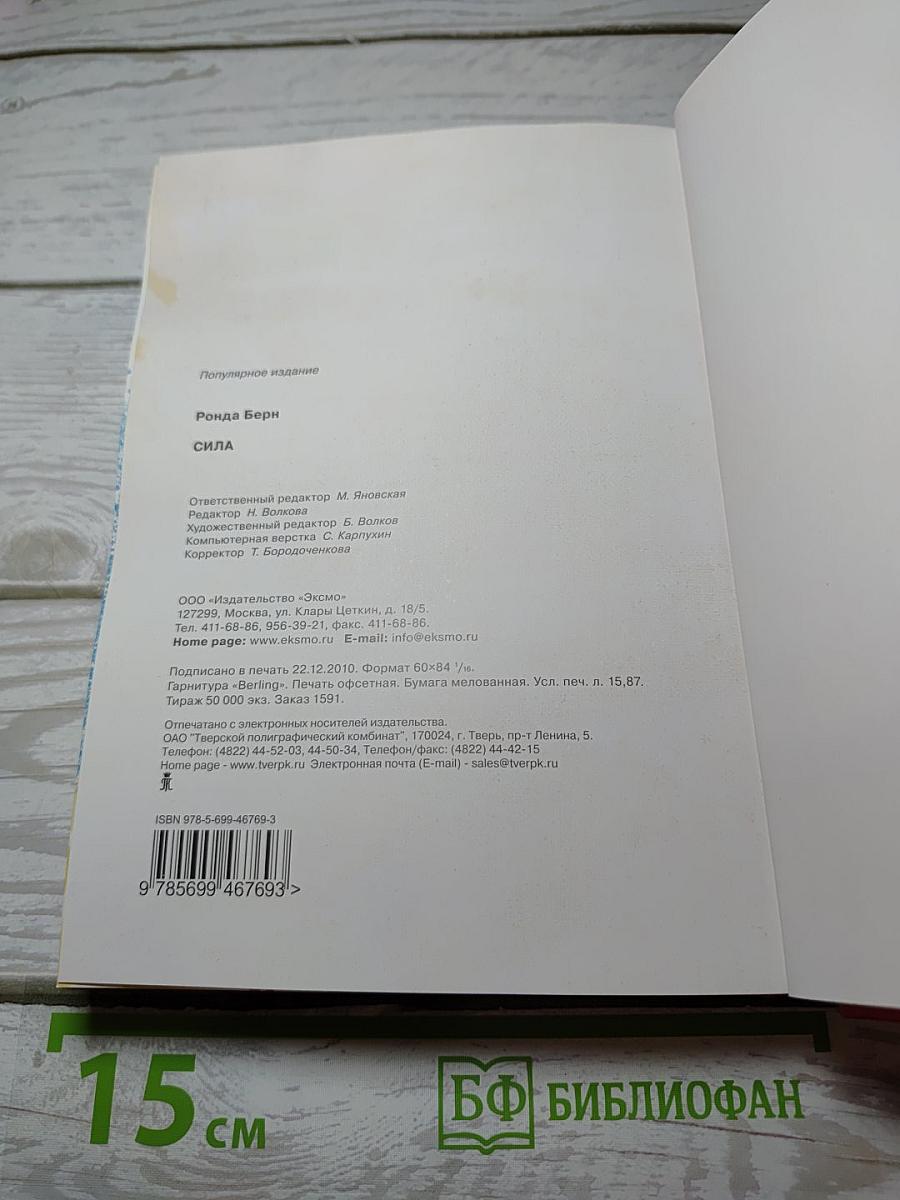 Популярное издание
Ронда Берн
СИЛА
Ответственный редактор М. Яновская
Редактор Н. Волкова
Художественный редактор Б. Волков
Компьютерная верстка С. Карпухин
Корректор Т. Бородоченкова
ООО «Издательство «Эксмо»
127299, Москва, ул. Клары Цеткин, д. 18/5.
Тел. 411-68-86, 956-39-21, факс. 411-68-86.
Home page: www.eksmo.ru E-mail: info@eksmo.ru
Подписано в печать 22.12.2010. Формат 60×84 1/16.
Гарнитура «Berling». Печать офсетная. Бумага мелованная. Усл. печ. л. 15,87.
Тираж 50 000 экз. Заказ 1591.
Отпечатано с электронных носителей издательства.
ОАО "Тверской полиграфический комбинат", 170024, г. Тверь, пр-т Ленина, 5.
Телефон: (4822) 44-52-03, 44-50-34, Телефон/факс: (4822) 44-42-15
Home page - www.tverpk.ru Электронная почта (E-mail) - sales@tverpk.ru
ISBN 978-5-699-46769-3
9 785699 467693 >
15 см
БФ БИБЛИОФАН